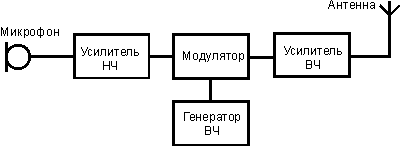 Антенна
Микрофон
Усилитель
НЧ
Модулятор
Усилитель
ВЧ
Генератор
ВЧ